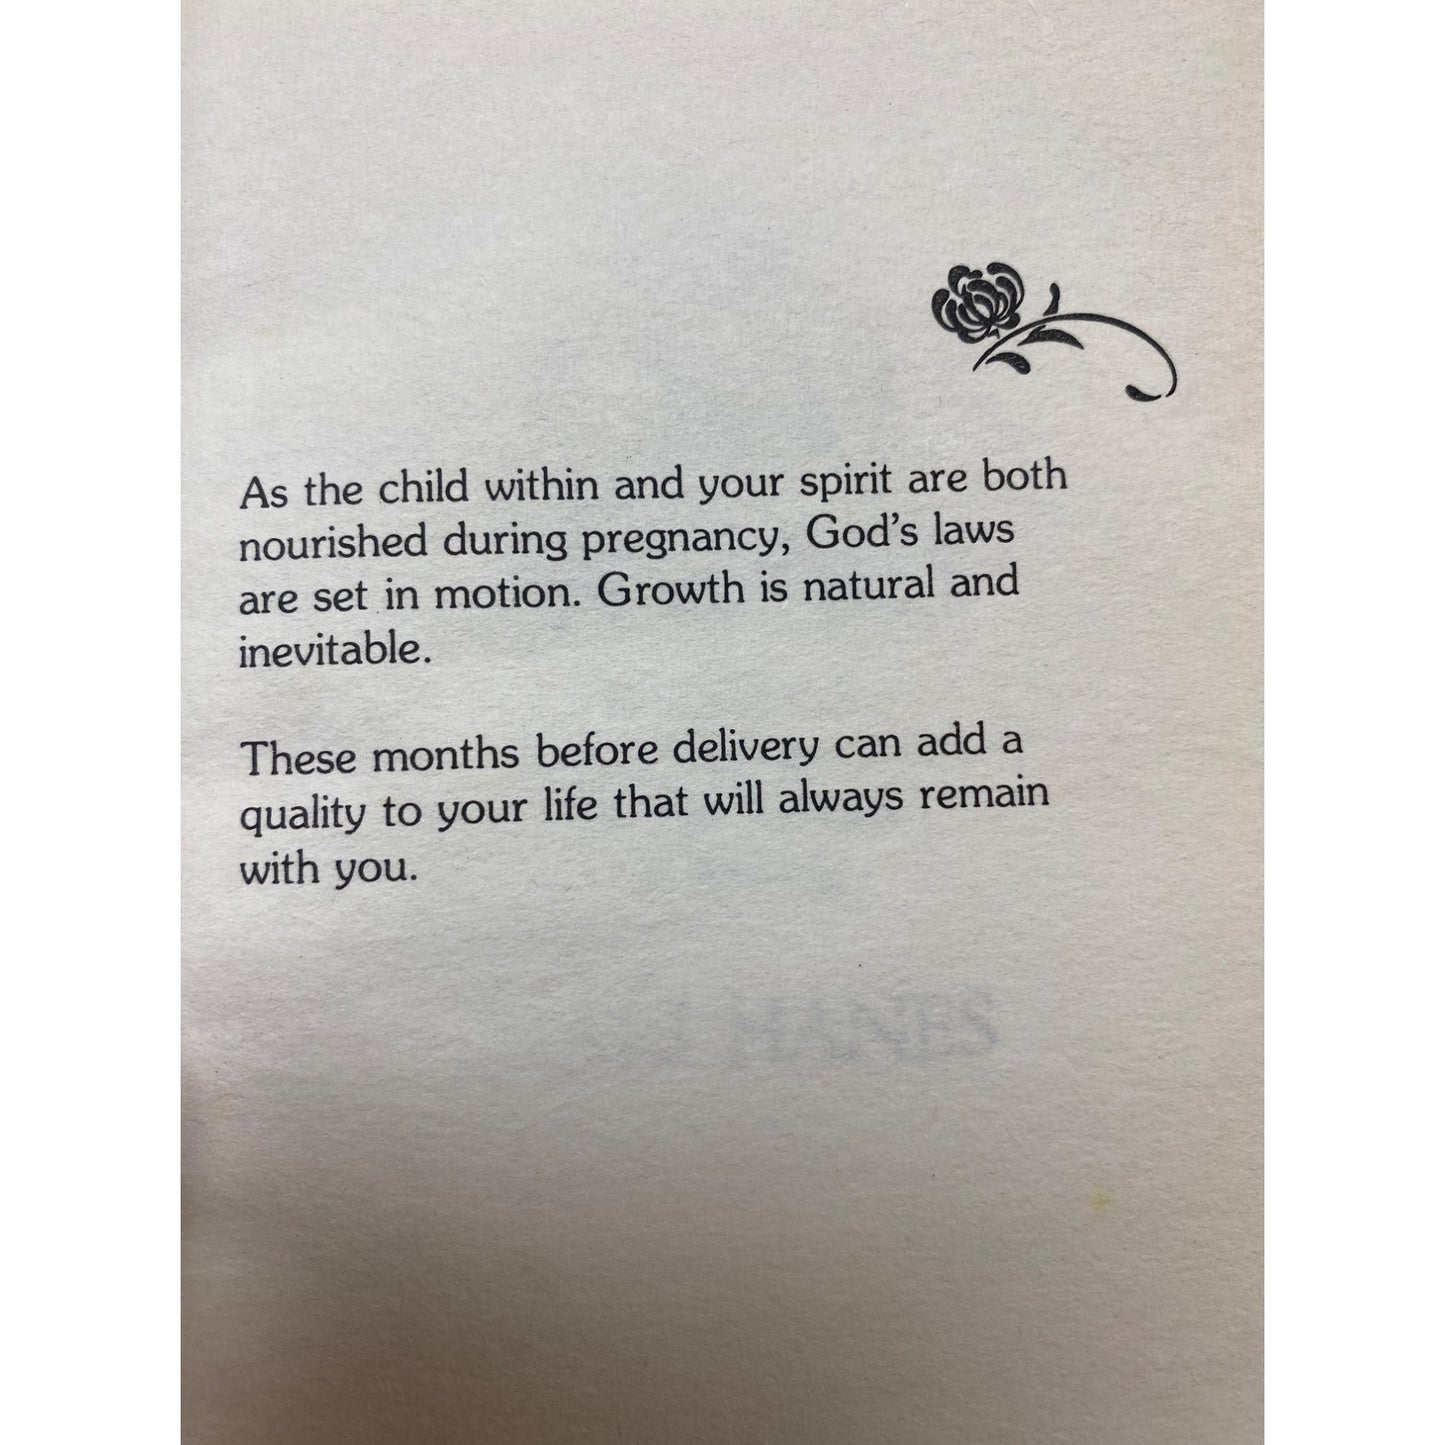 As the child within and your spirit are both
nourished during pregnancy, God's laws
are set in motion. Growth is natural and
inevitable.
These months before delivery can add a
quality to your life that will always remain
with you.
HANES